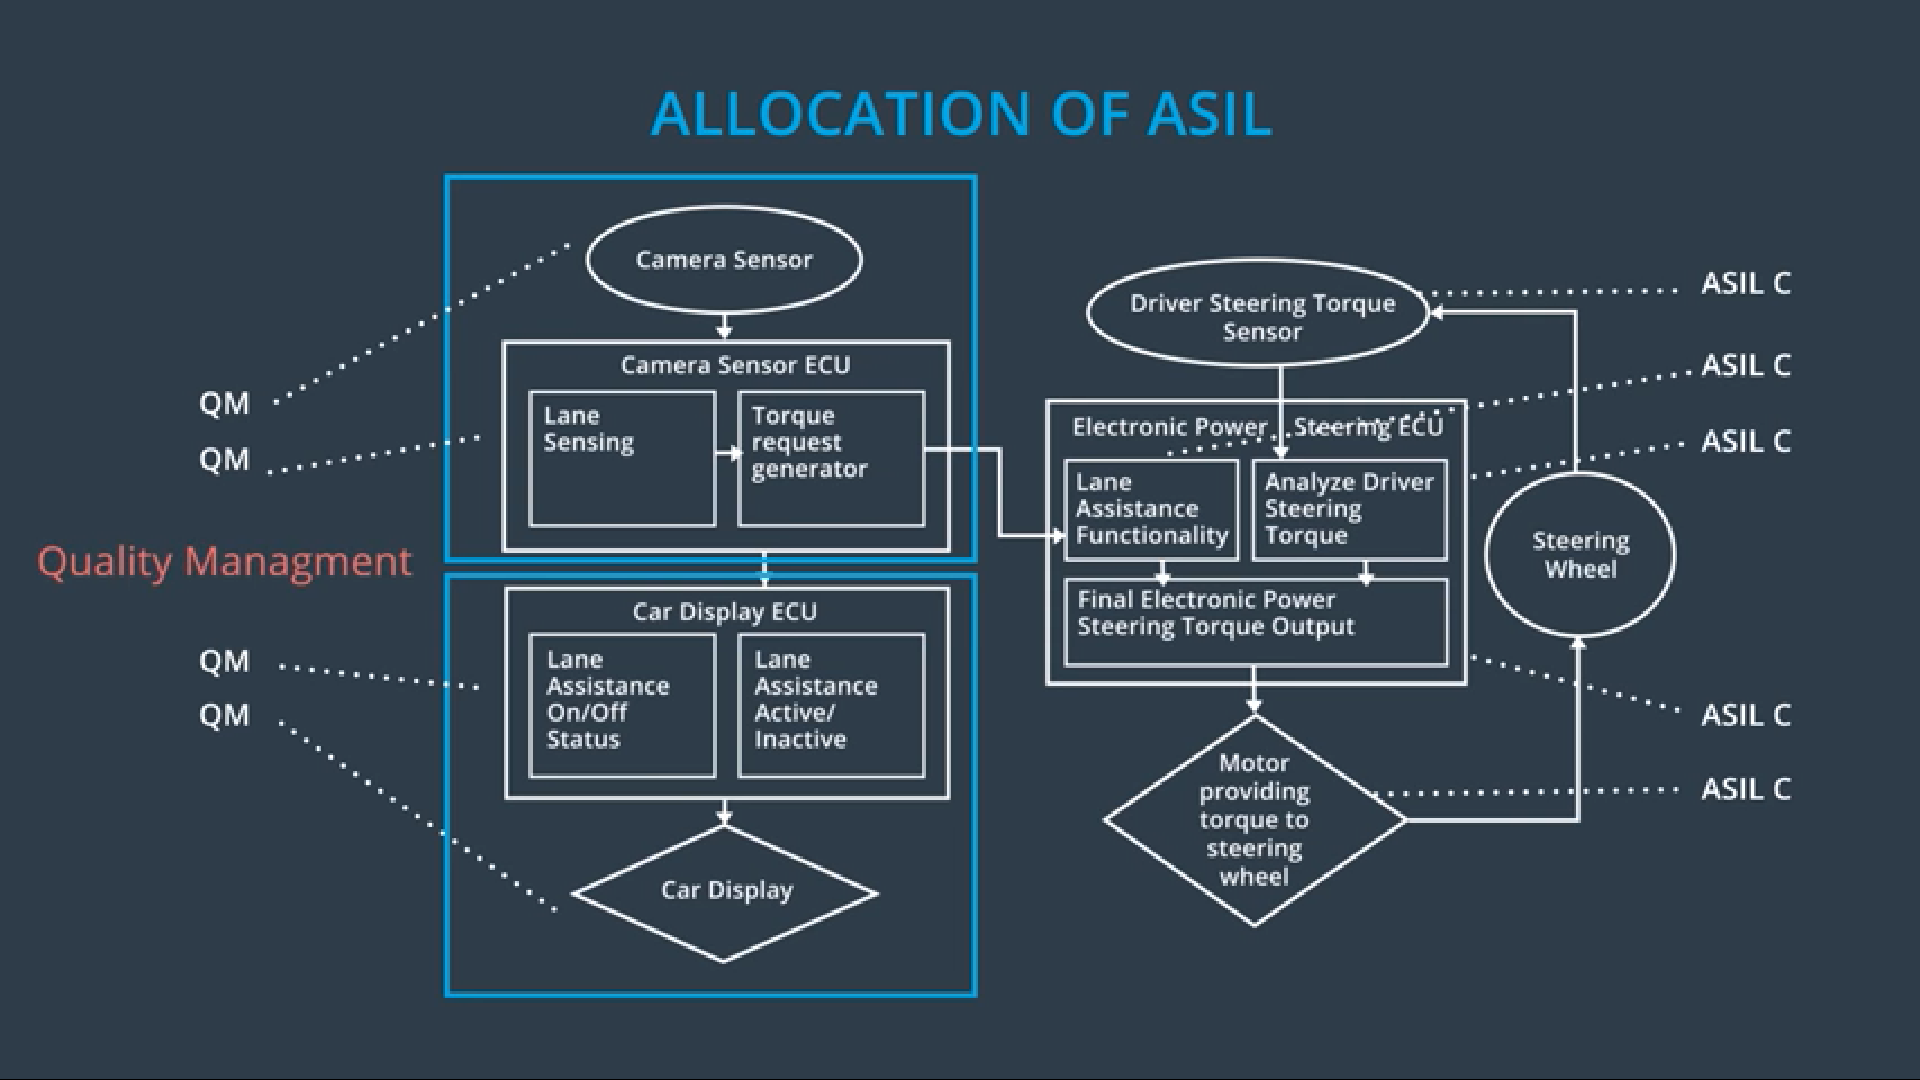 ALLOCATION OF ASIL
Camera Sensor
Camera Sensor ECU
Lane
Sensing
Torque
request
generator
QM
QM
Quality Managment
QM
QM
Car Display ECU
Lane
Assistance
On/Off
Status
Lane
Assistance
Active/
Inactive
Car Display
Driver Steering Torque
Sensor
Electronic Power Steering ECU
Lane
Assistance
Functionality
Analyze Driver
Steering
Torque
Final Electronic Power
Steering Torque Output
Motor
providing
torque to
steering
wheel
Steering
Wheel
ASIL C
ASIL C
ASIL C
ASIL C
ASIL C